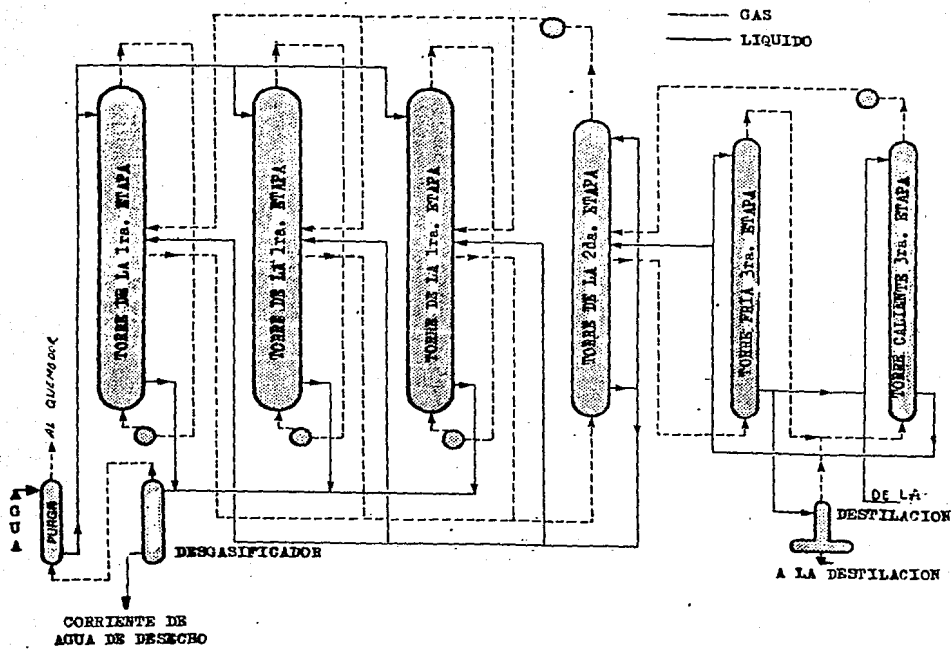 GAS
LIQUIDO
TORRE DE LA 1ra. ETAPA
TORRE DE LA 1ra. ETAPA
TORRE DE LA 1ra. ETAPA
TORRE DE LA 2da. ETAPA
TORRE FRIA 3ra. ETAPA
TORRE CALIENTE 3ra. ETAPA
AL QUEMADOR
AGUA
PURGA
DESGASIFICADOR
DE LA
DESTILACION
A LA DESTILACION
CORRIENTE DE
AGUA DE DESECHO